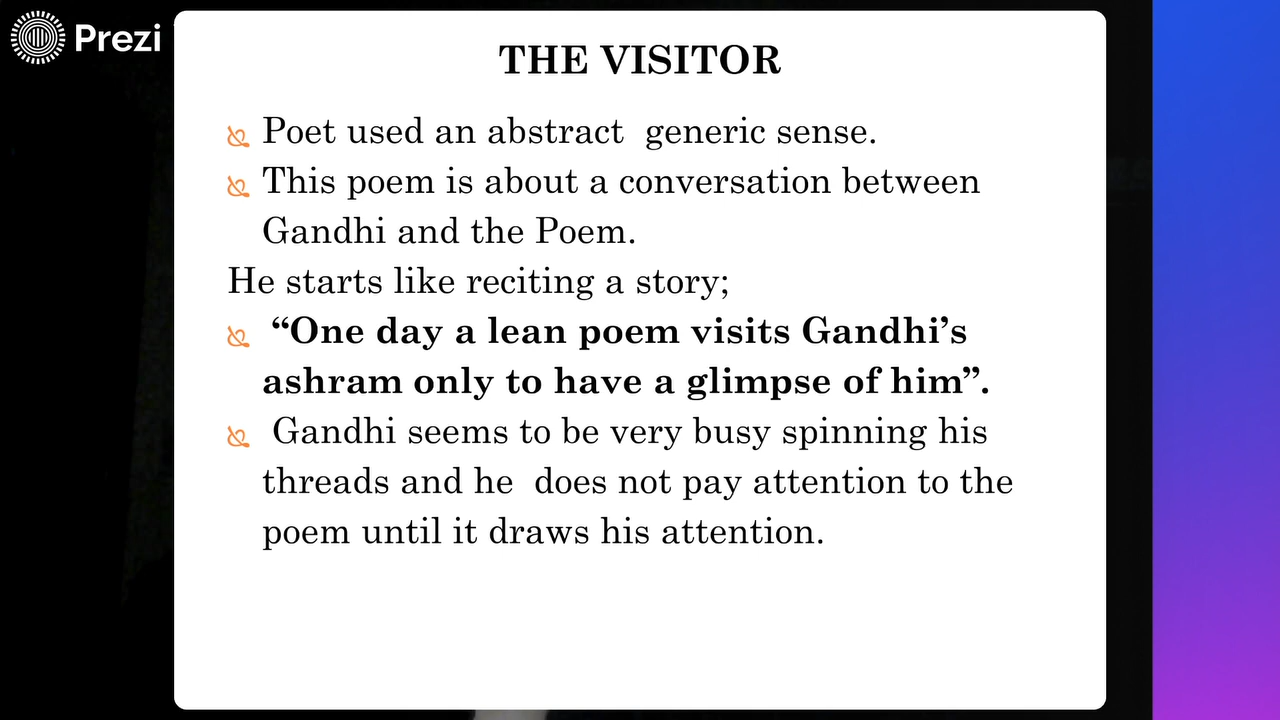 Prezi
THE VISITOR
Poet used an abstract  generic sense.
This poem is about a conversation between
Gandhi and the Poem.
He starts like reciting a story;
“One day a lean poem visits Gandhi’s
ashram only to have a glimpse of him”.
Gandhi seems to be very busy spinning his
threads and he  does not pay attention to the
poem until it draws his attention.